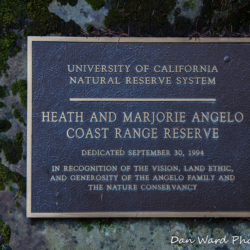 UNIVERSITY OF CALIFORNIA
NATURAL RESERVE SYSTEM
HEATH AND MARJORIE ANGELO
COAST RANGE RESERVE
DEDICATED SEPTEMBER 30, 1994
IN RECOGNITION OF THE VISION, LAND ETHIC,
AND GENEROSITY OF THE ANGELO FAMILY AND
THE NATURE CONSERVANCY
Dan Ward Pho